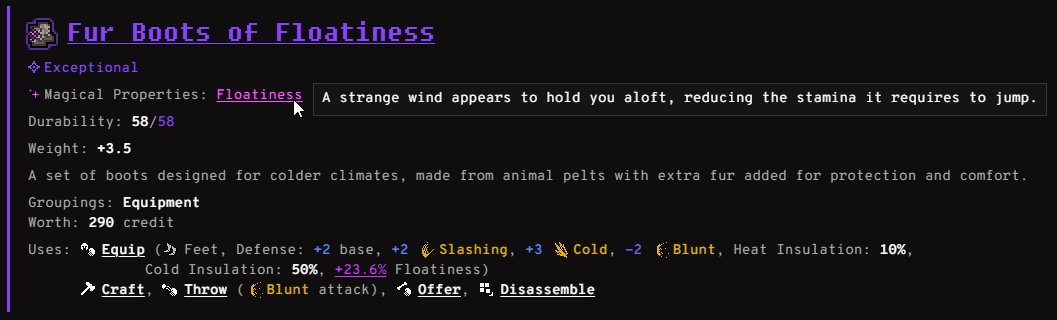 Fur Boots of Floatiness
Exceptional
Magical Properties: Floatiness
A strange wind appears to hold you aloft, reducing the stamina it requires to jump.
Durability: 58/58
Weight: +3.5
A set of boots designed for colder climates, made from animal pelts with extra fur added for protection and comfort.
Groupings: Equipment
Worth: 290 credit
Uses: Equip (Feet, Defense: +2 base, +2 Slashing, +3 Cold, -2 Blunt, Heat Insulation: 10%,
Cold Insulation: 50%, +23.6% Floatiness)
Craft, Throw (Blunt attack), Offer, Disassemble